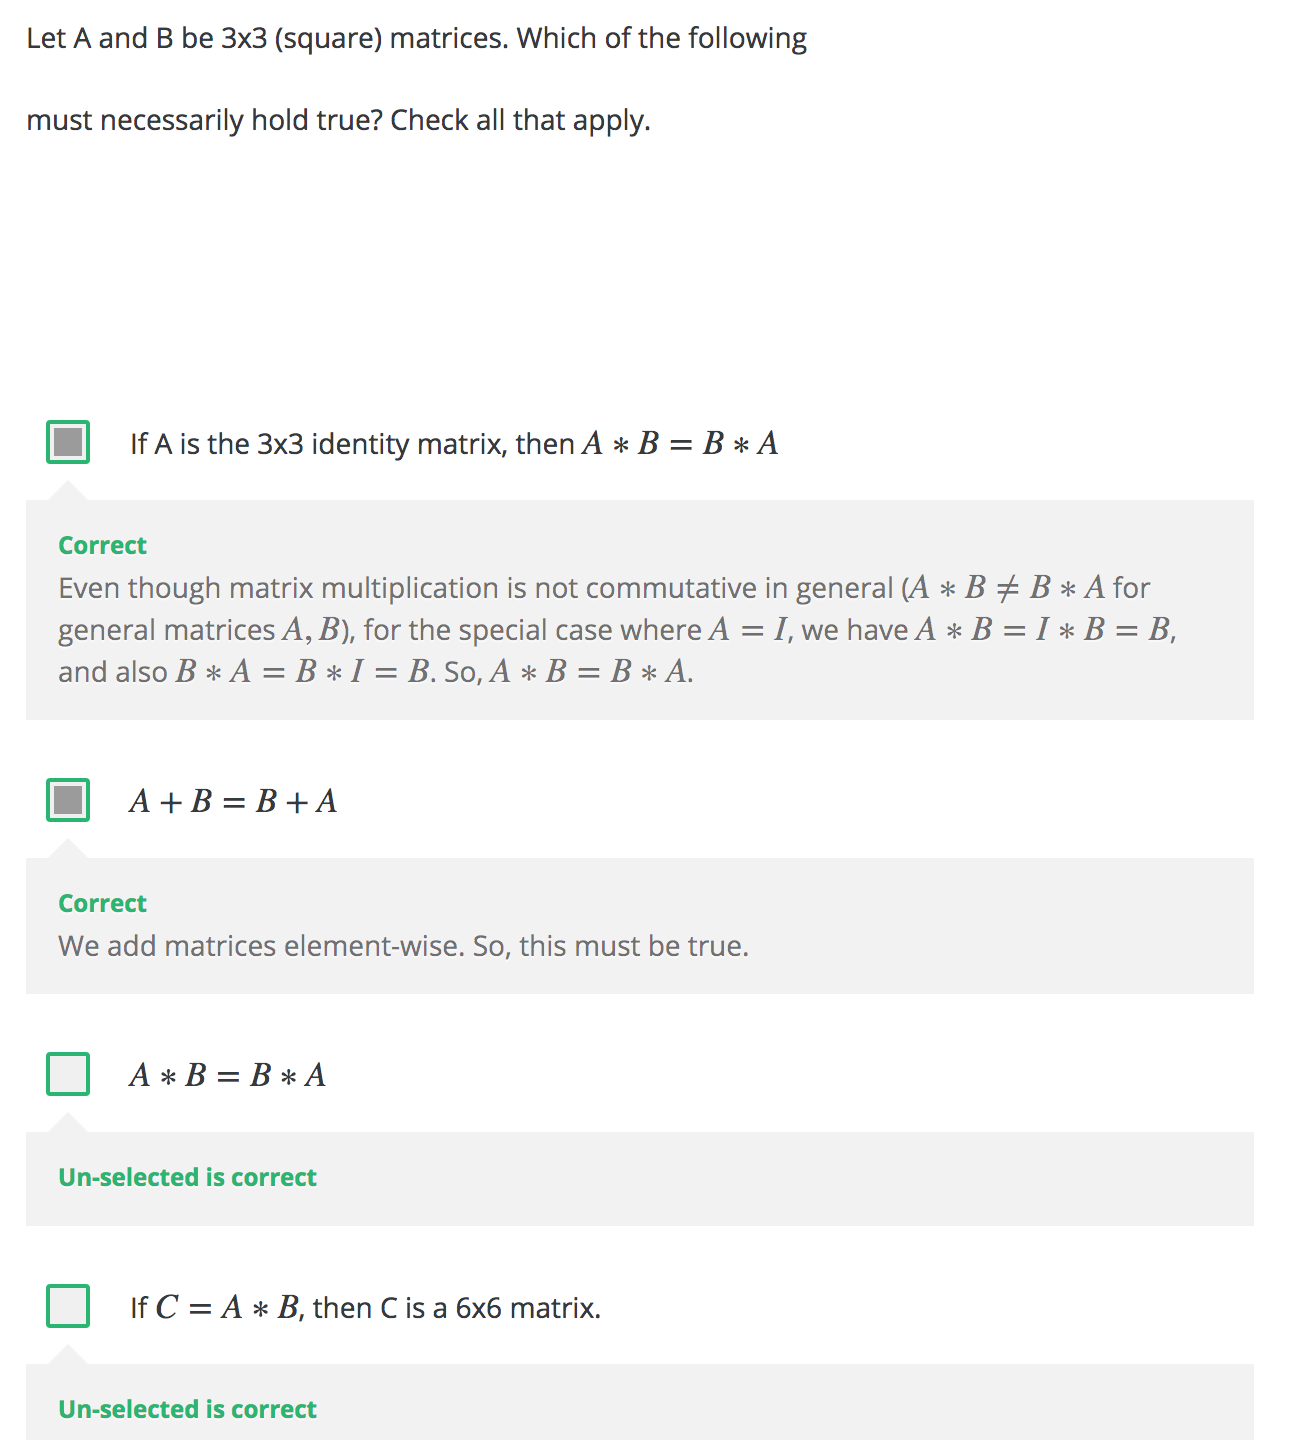 Let A and B be 3x3 (square) matrices. Which of the following
must necessarily hold true? Check all that apply.
If A is the 3x3 identity matrix, then A ∗ B = B ∗ A
Correct
Even though matrix multiplication is not commutative in general (A ∗ B ≠ B ∗ A for
general matrices A, B), for the special case where A = I, we have A ∗ B = I ∗ B = B,
and also B ∗ A = B ∗ I = B. So, A ∗ B = B ∗ A.
A + B = B + A
Correct
We add matrices element-wise. So, this must be true.
A ∗ B = B ∗ A
Un-selected is correct
If C = A ∗ B, then C is a 6x6 matrix.
Un-selected is correct